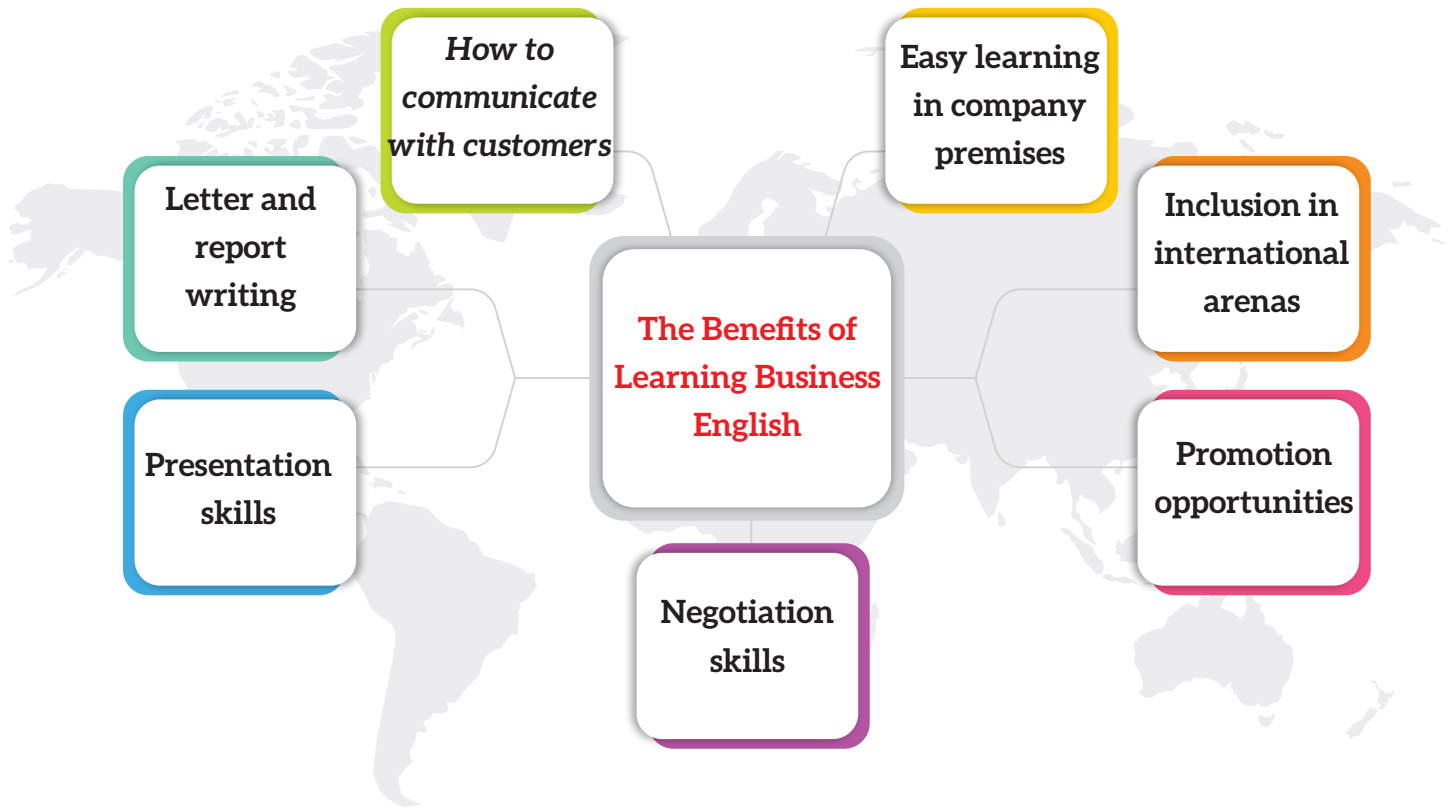 How to
communicate
with customers
Easy learning
in company
premises
Letter and
report
writing
Inclusion in
international
arenas
The Benefits of
Learning Business
English
Presentation
skills
Promotion
opportunities
Negotiation
skills